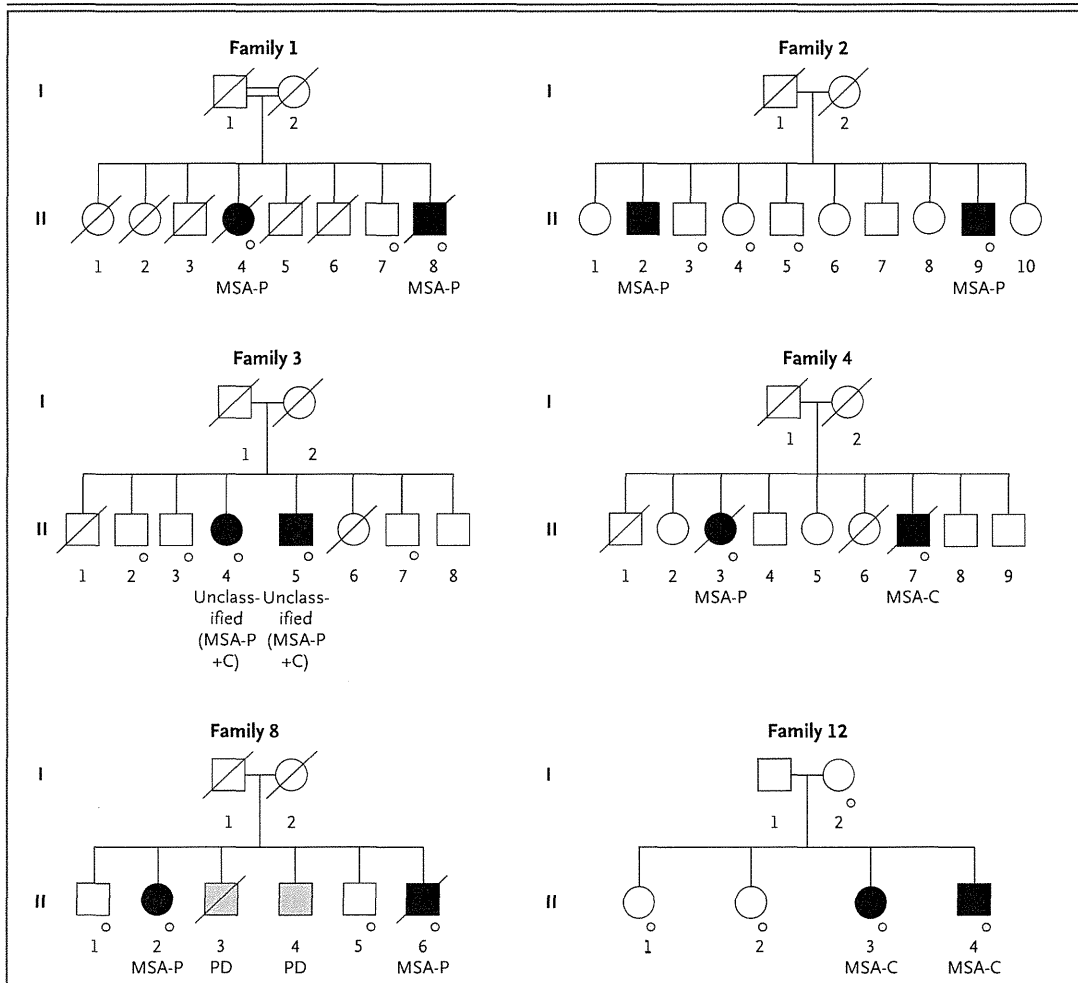 Family 1
Family 2
I
1 2
I
1 2
II
1 2 3 4 5 6 7 8
MSA-P MSA-P
II
1 2 3 4 5 6 7 8 9 10
MSA-P MSA-P
Family 3
Family 4
I
1 2
I
1 2
II
1 2 3 4 5 6 7 8
Unclass- Unclass-
ified ified
(MSA-P (MSA-P
+C) +C)
II
1 2 3 4 5 6 7 8 9
MSA-P MSA-C
Family 8
Family 12
I
1 2
I
1 2
II
1 2 3 4 5 6
MSA-P PD PD MSA-P
II
1 2 3 4
MSA-C MSA-C